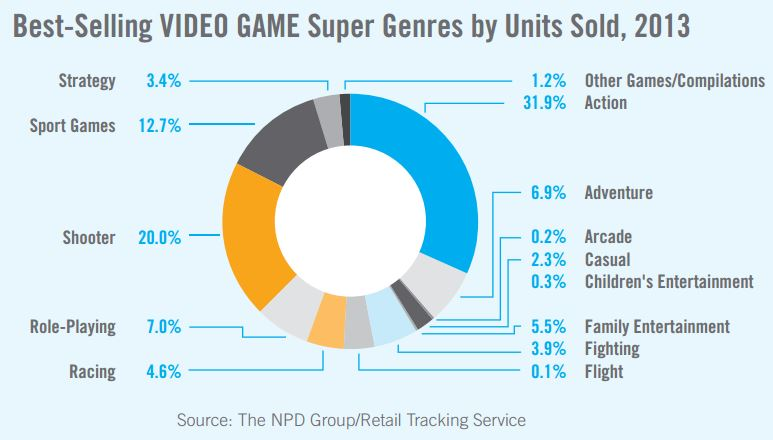 Best-Selling VIDEO GAME Super Genres by Units Sold, 2013
Strategy 3.4%
1.2% Other Games/Compilations
31.9% Action
Sport Games 12.7%
6.9% Adventure
Shooter 20.0%
0.2% Arcade
2.3% Casual
0.3% Children's Entertainment
Role-Playing 7.0%
5.5% Family Entertainment
3.9% Fighting
Racing 4.6%
0.1% Flight
Source: The NPD Group/Retail Tracking Service